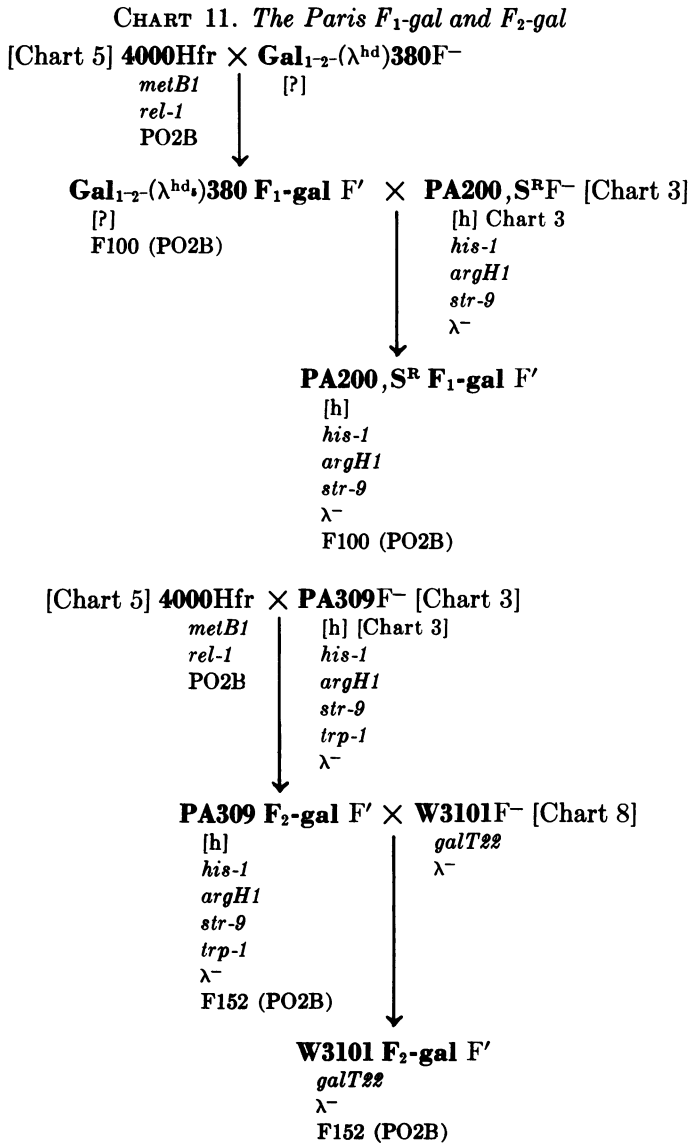 CHART 11. The Paris F₁-gal and F₂-gal
[Chart 5] 4000Hfr × Gal₁₋₂₋(λʰᵈ)380F⁻
metB1 [?]
rel-1
PO2B
Gal₁₋₂₋(λʰᵈˢ)380 F₁-gal F′ × PA200,SᴿF⁻ [Chart 3]
[?] [h] Chart 3
F100 (PO2B) his-1
argH1
str-9
λ⁻
PA200,Sᴿ F₁-gal F′
[h]
his-1
argH1
str-9
λ⁻
F100 (PO2B)
[Chart 5] 4000Hfr × PA309F⁻ [Chart 3]
metB1 [h] [Chart 3]
rel-1 his-1
PO2B argH1
str-9
trp-1
λ⁻
PA309 F₂-gal F′ × W3101F⁻ [Chart 8]
[h] galT22
his-1 λ⁻
argH1
str-9
trp-1
λ⁻
F152 (PO2B)
W3101 F₂-gal F′
galT22
λ⁻
F152 (PO2B)